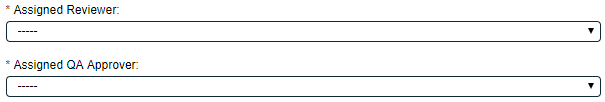 * Assigned Reviewer:
-----
* Assigned QA Approver:
-----